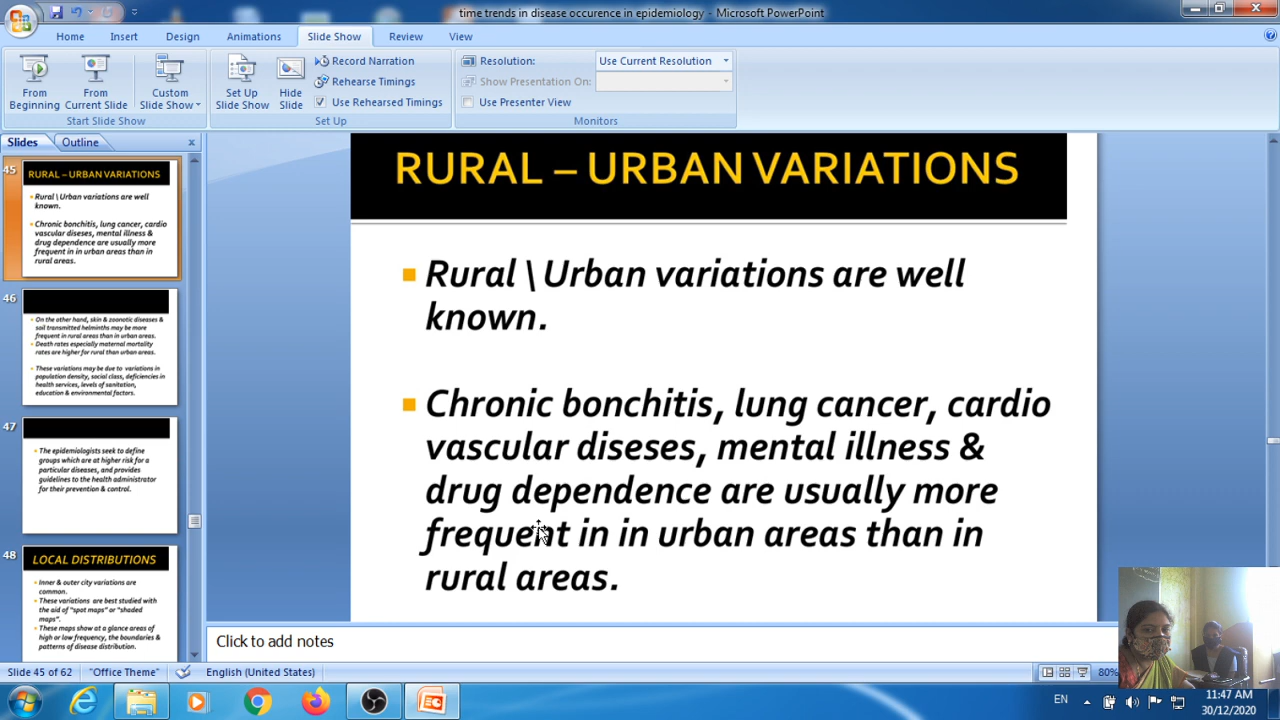 time trends in disease occurence in epidemiology - Microsoft PowerPoint
Home Insert Design Animations Slide Show Review View
From Beginning
From Current Slide
Custom Slide Show
Start Slide Show
Set Up Slide Show
Hide Slide
Record Narration
Rehearse Timings
Use Rehearsed Timings
Set Up
Resolution: Use Current Resolution
Show Presentation On:
Use Presenter View
Monitors
Slides Outline
45
RURAL – URBAN VARIATIONS
Rural \ Urban variations are well
known.
Chronic bonchitis, lung cancer, cardio
vascular diseases, mental illness &
drug dependence are usually more
frequent in in urban areas than in
rural areas.
46
On the other hand, skin & zoonotic diseases &
soil transmitted helminths may be more
frequent in rural areas than in urban areas.
Death rates especially maternal mortality
rates are higher for rural than urban areas.
These variations may be due to variations in
population density, social class, deficiencies in
health services, levels of sanitation,
education & environmental factors.
47
The epidemiologists seek to define
groups which are at higher risk for a
particular diseases, and provides
guidelines to the health administrator
for their prevention & control.
48
LOCAL DISTRIBUTIONS
Inner & outer city variations are
common.
These variations are best studied with
the aid of "spot maps" or "shaded
maps".
These maps show at a glance areas of
high or low frequency, the boundaries &
patterns of disease distribution.
RURAL – URBAN VARIATIONS
Rural \ Urban variations are well
known.
Chronic bonchitis, lung cancer, cardio
vascular diseses, mental illness &
drug dependence are usually more
frequent in in urban areas than in
rural areas.
Click to add notes
Slide 45 of 62 "Office Theme" English (United States) 80%
EN 11:47 AM
30/12/2020